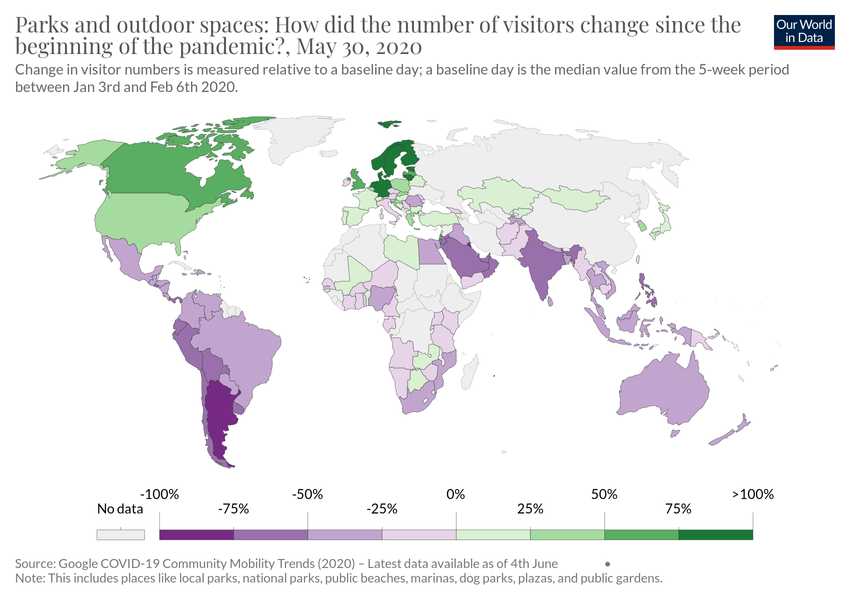 Parks and outdoor spaces: How did the number of visitors change since the
beginning of the pandemic?, May 30, 2020
Our World
in Data
Change in visitor numbers is measured relative to a baseline day; a baseline day is the median value from the 5-week period
between Jan 3rd and Feb 6th 2020.
-100% -50% 0% 50% >100%
No data -75% -25% 25% 75%
Source: Google COVID-19 Community Mobility Trends (2020) – Latest data available as of 4th June •
Note: This includes places like local parks, national parks, public beaches, marinas, dog parks, plazas, and public gardens.